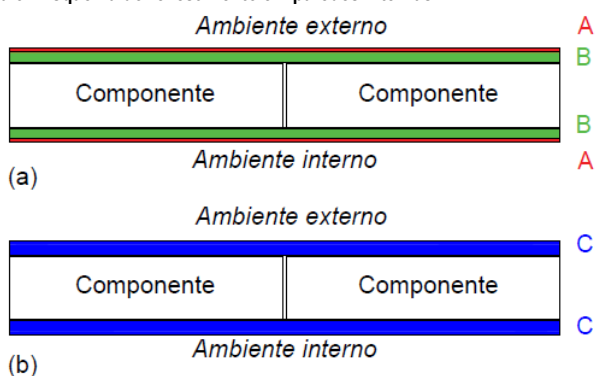 Ambiente externo A
B
Componente Componente
B
Ambiente interno A
(a)
Ambiente externo
C
Componente Componente
C
Ambiente interno
(b)